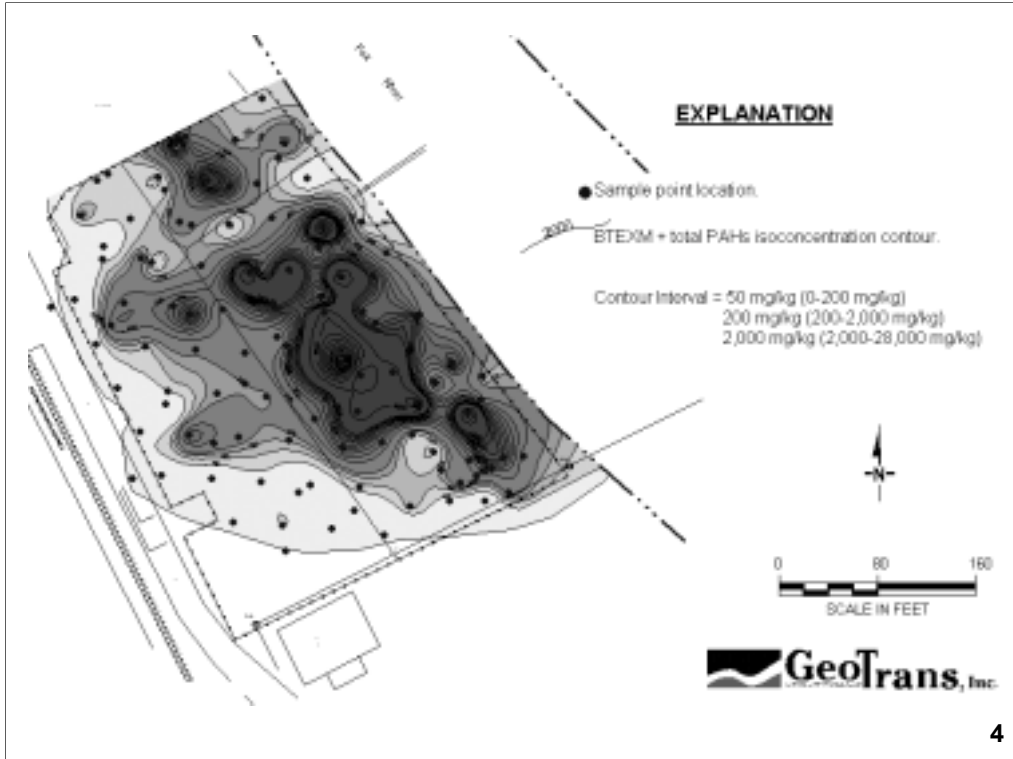 Fox
River
EXPLANATION
Sample point location.
2000
BTEXM + total PAHs isoconcentration contour.
Contour Interval = 50 mg/kg (0-200 mg/kg)
200 mg/kg (200-2,000 mg/kg)
2,000 mg/kg (2,000-28,000 mg/kg)
N
0 80 160
SCALE IN FEET
GeoTrans, Inc.
4